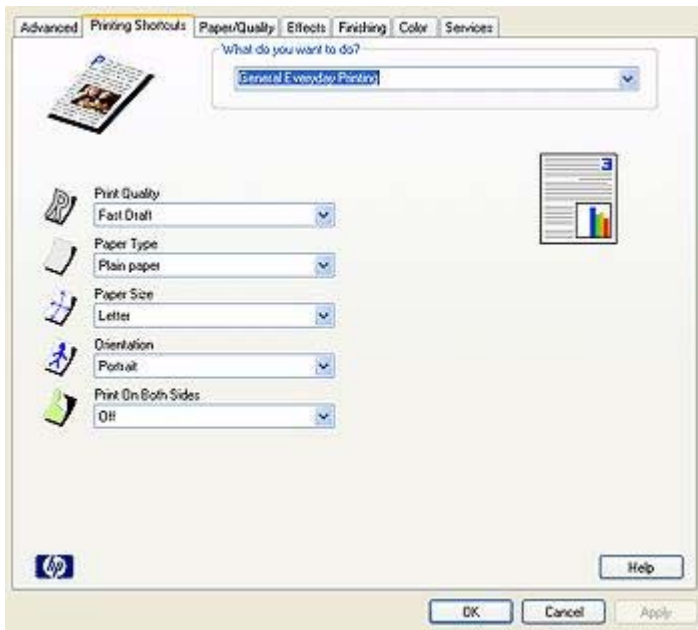 Advanced Printing Shortcuts Paper/Quality Effects Finishing Color Services
What do you want to do?
General Everyday Printing
3
Print Quality
Fast Draft
Paper Type
Plain paper
Paper Size
Letter
Orientation
Portrait
Print On Both Sides
Off
hp
Help
OK Cancel Apply